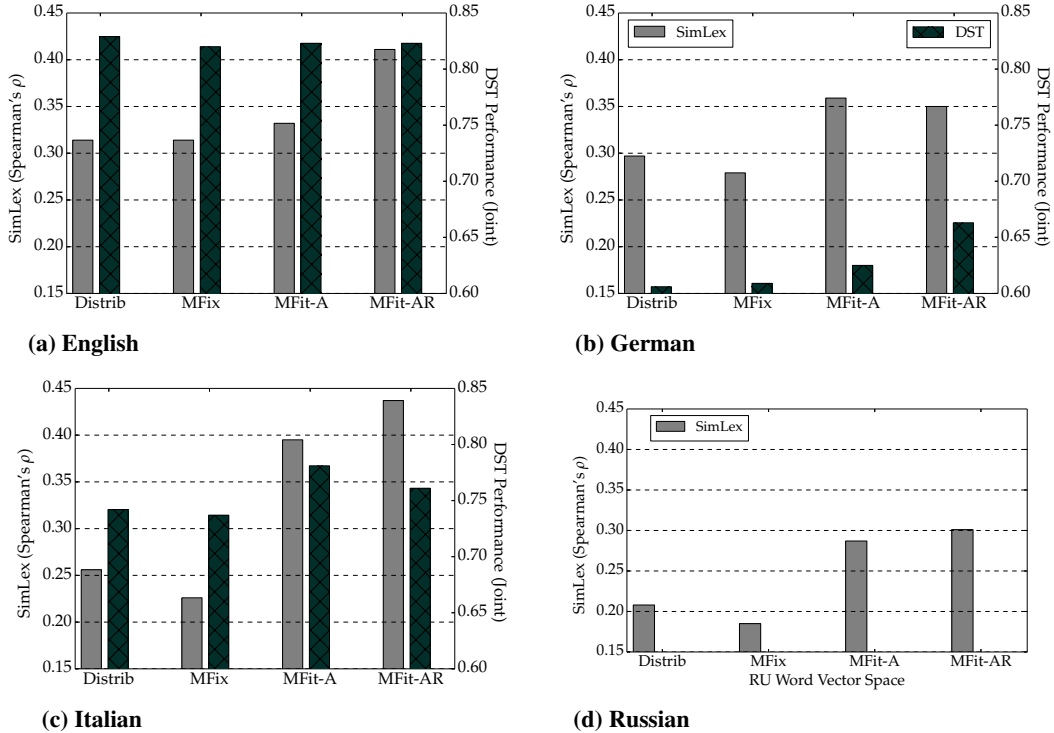 0.45
0.40
0.35
0.30
0.25
0.20
0.15
SimLex (Spearman's ρ)
0.85
0.80
0.75
0.70
0.65
0.60
DST Performance (Joint)
Distrib MFix MFit-A MFit-AR
(a) English
0.45
0.40
0.35
0.30
0.25
0.20
0.15
SimLex (Spearman's ρ)
SimLex
DST
0.85
0.80
0.75
0.70
0.65
0.60
DST Performance (Joint)
Distrib MFix MFit-A MFit-AR
(b) German
0.45
0.40
0.35
0.30
0.25
0.20
0.15
SimLex (Spearman's ρ)
0.85
0.80
0.75
0.70
0.65
0.60
DST Performance (Joint)
Distrib MFix MFit-A MFit-AR
(c) Italian
0.45
0.40
0.35
0.30
0.25
0.20
0.15
SimLex (Spearman's ρ)
SimLex
Distrib MFix MFit-A MFit-AR
RU Word Vector Space
(d) Russian